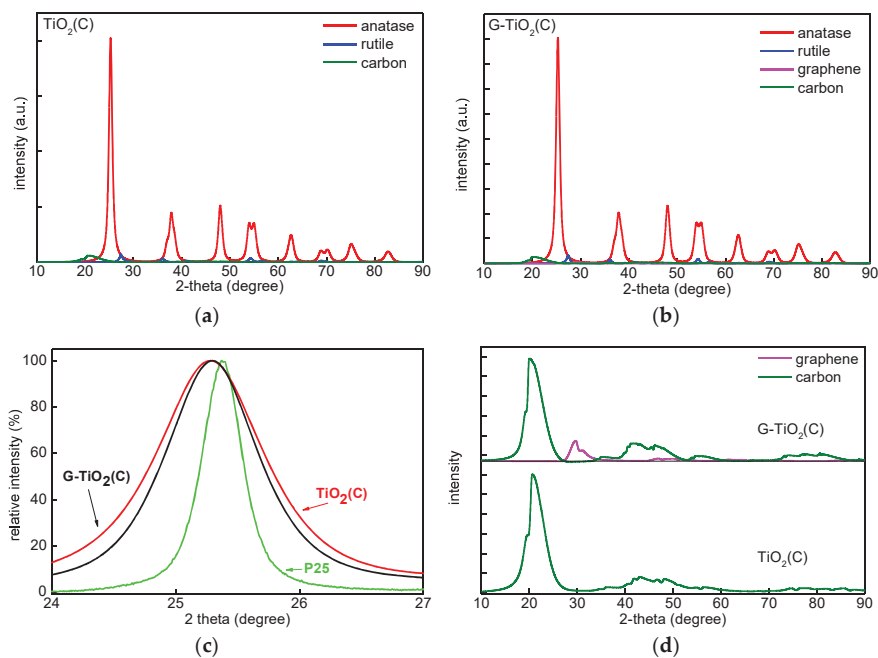 TiO₂(C)
anatase
rutile
carbon
intensity (a.u.)
10 20 30 40 50 60 70 80 90
2-theta (degree)
(a)
G-TiO₂(C)
anatase
rutile
graphene
carbon
intensity (a.u.)
10 20 30 40 50 60 70 80 90
2-theta (degree)
(b)
100
80
60
40
20
0
relative intensity (%)
G-TiO₂(C)
TiO₂(C)
P25
24 25 26 27
2 theta (degree)
(c)
graphene
carbon
G-TiO₂(C)
intensity
TiO₂(C)
10 20 30 40 50 60 70 80 90
2-theta (degree)
(d)